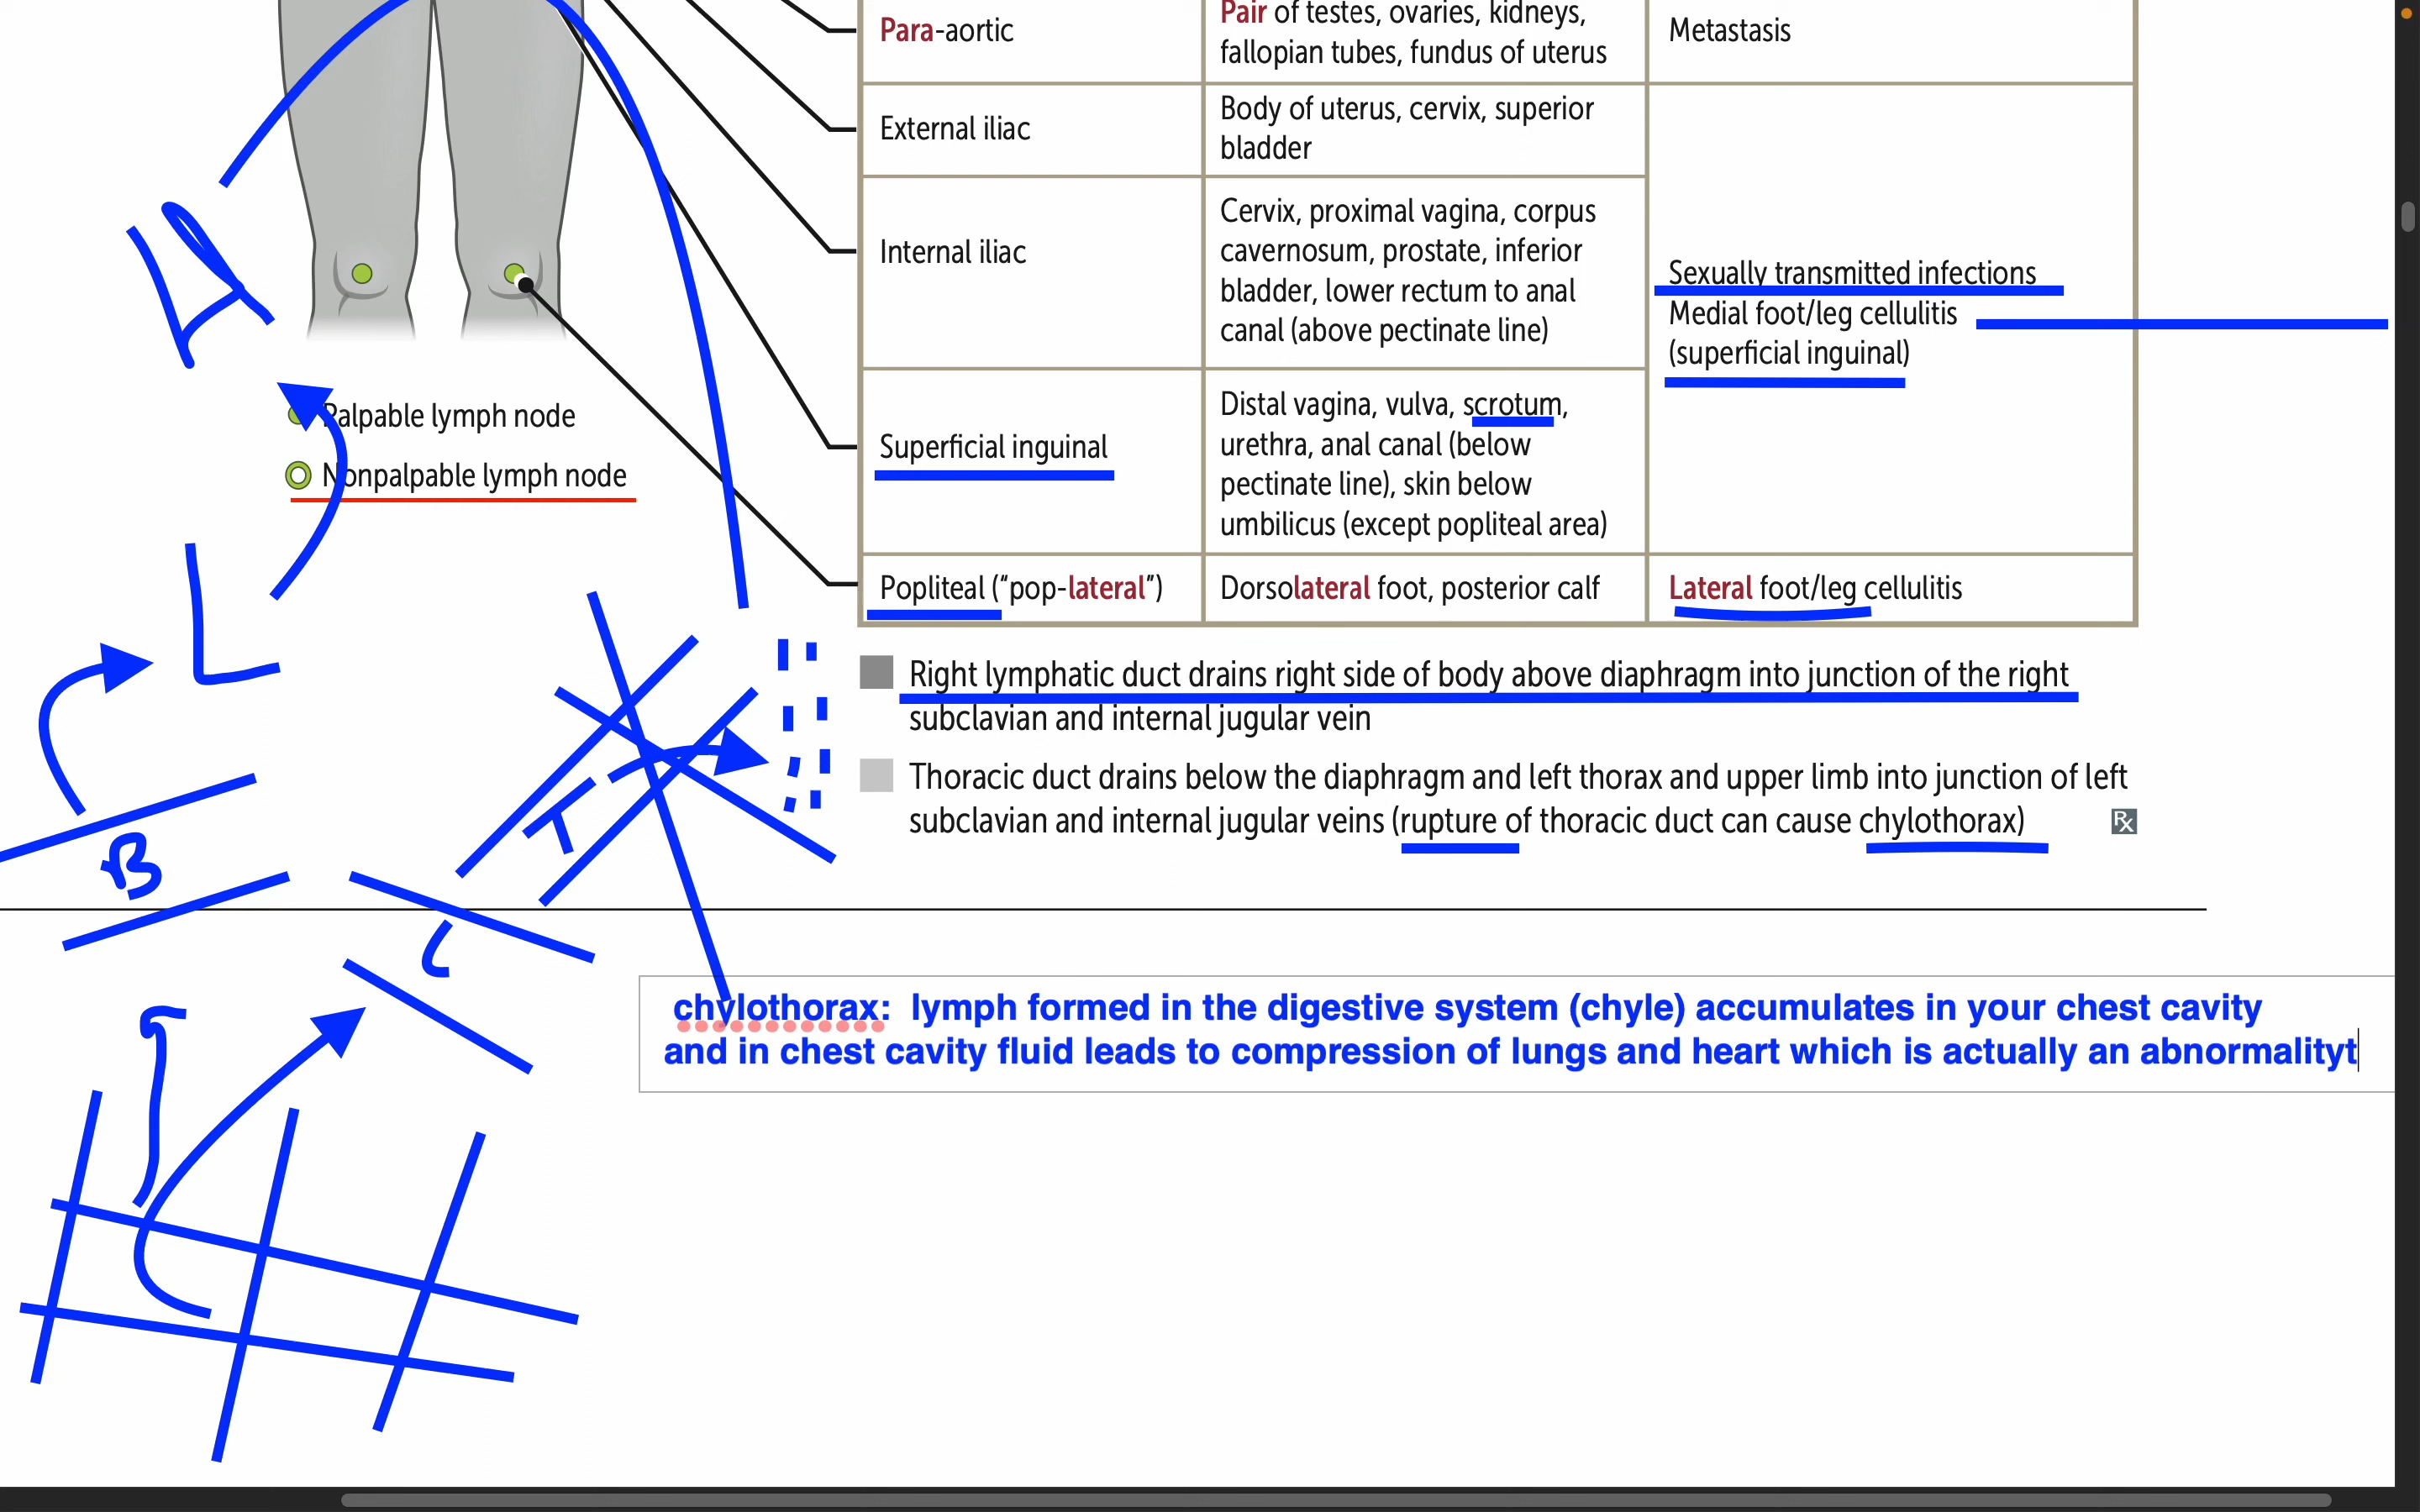 Para-aortic
Pair of testes, ovaries, kidneys,
fallopian tubes, fundus of uterus
Metastasis
External iliac
Body of uterus, cervix, superior
bladder
Internal iliac
Cervix, proximal vagina, corpus
cavernosum, prostate, inferior
bladder, lower rectum to anal
canal (above pectinate line)
Sexually transmitted infections
Medial foot/leg cellulitis
(superficial inguinal)
Superficial inguinal
Distal vagina, vulva, scrotum,
urethra, anal canal (below
pectinate line), skin below
umbilicus (except popliteal area)
Popliteal (“pop-lateral”)
Dorsolateral foot, posterior calf
Lateral foot/leg cellulitis
Palpable lymph node
Nonpalpable lymph node
L
B
Right lymphatic duct drains right side of body above diaphragm into junction of the right
subclavian and internal jugular vein
Thoracic duct drains below the diaphragm and left thorax and upper limb into junction of left
subclavian and internal jugular veins (rupture of thoracic duct can cause chylothorax)
Rx
chylothorax: lymph formed in the digestive system (chyle) accumulates in your chest cavity
and in chest cavity fluid leads to compression of lungs and heart which is actually an abnormalityt